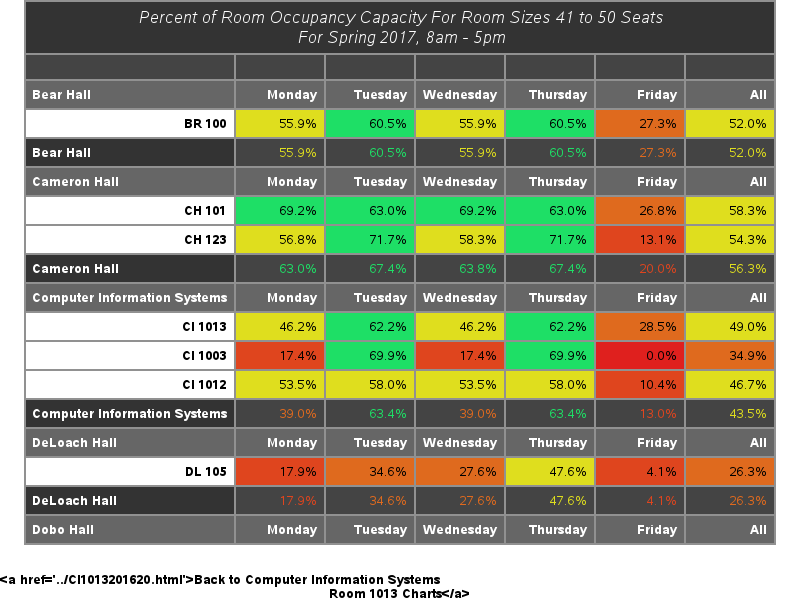 Percent of Room Occupancy Capacity For Room Sizes 41 to 50 Seats
For Spring 2017, 8am - 5pm
Bear Hall Monday Tuesday Wednesday Thursday Friday All
BR 100 55.9% 60.5% 55.9% 60.5% 27.3% 52.0%
Bear Hall 55.9% 60.5% 55.9% 60.5% 27.3% 52.0%
Cameron Hall Monday Tuesday Wednesday Thursday Friday All
CH 101 69.2% 63.0% 69.2% 63.0% 26.8% 58.3%
CH 123 56.8% 71.7% 58.3% 71.7% 13.1% 54.3%
Cameron Hall 63.0% 67.4% 63.8% 67.4% 20.0% 56.3%
Computer Information Systems Monday Tuesday Wednesday Thursday Friday All
CI 1013 46.2% 62.2% 46.2% 62.2% 28.5% 49.0%
CI 1003 17.4% 69.9% 17.4% 69.9% 0.0% 34.9%
CI 1012 53.5% 58.0% 53.5% 58.0% 10.4% 46.7%
Computer Information Systems 39.0% 63.4% 39.0% 63.4% 13.0% 43.5%
DeLoach Hall Monday Tuesday Wednesday Thursday Friday All
DL 105 17.9% 34.6% 27.6% 47.6% 4.1% 26.3%
DeLoach Hall 17.9% 34.6% 27.6% 47.6% 4.1% 26.3%
Dobo Hall Monday Tuesday Wednesday Thursday Friday All
<a href='../CI1013201620.html'>Back to Computer Information Systems
Room 1013 Charts</a>